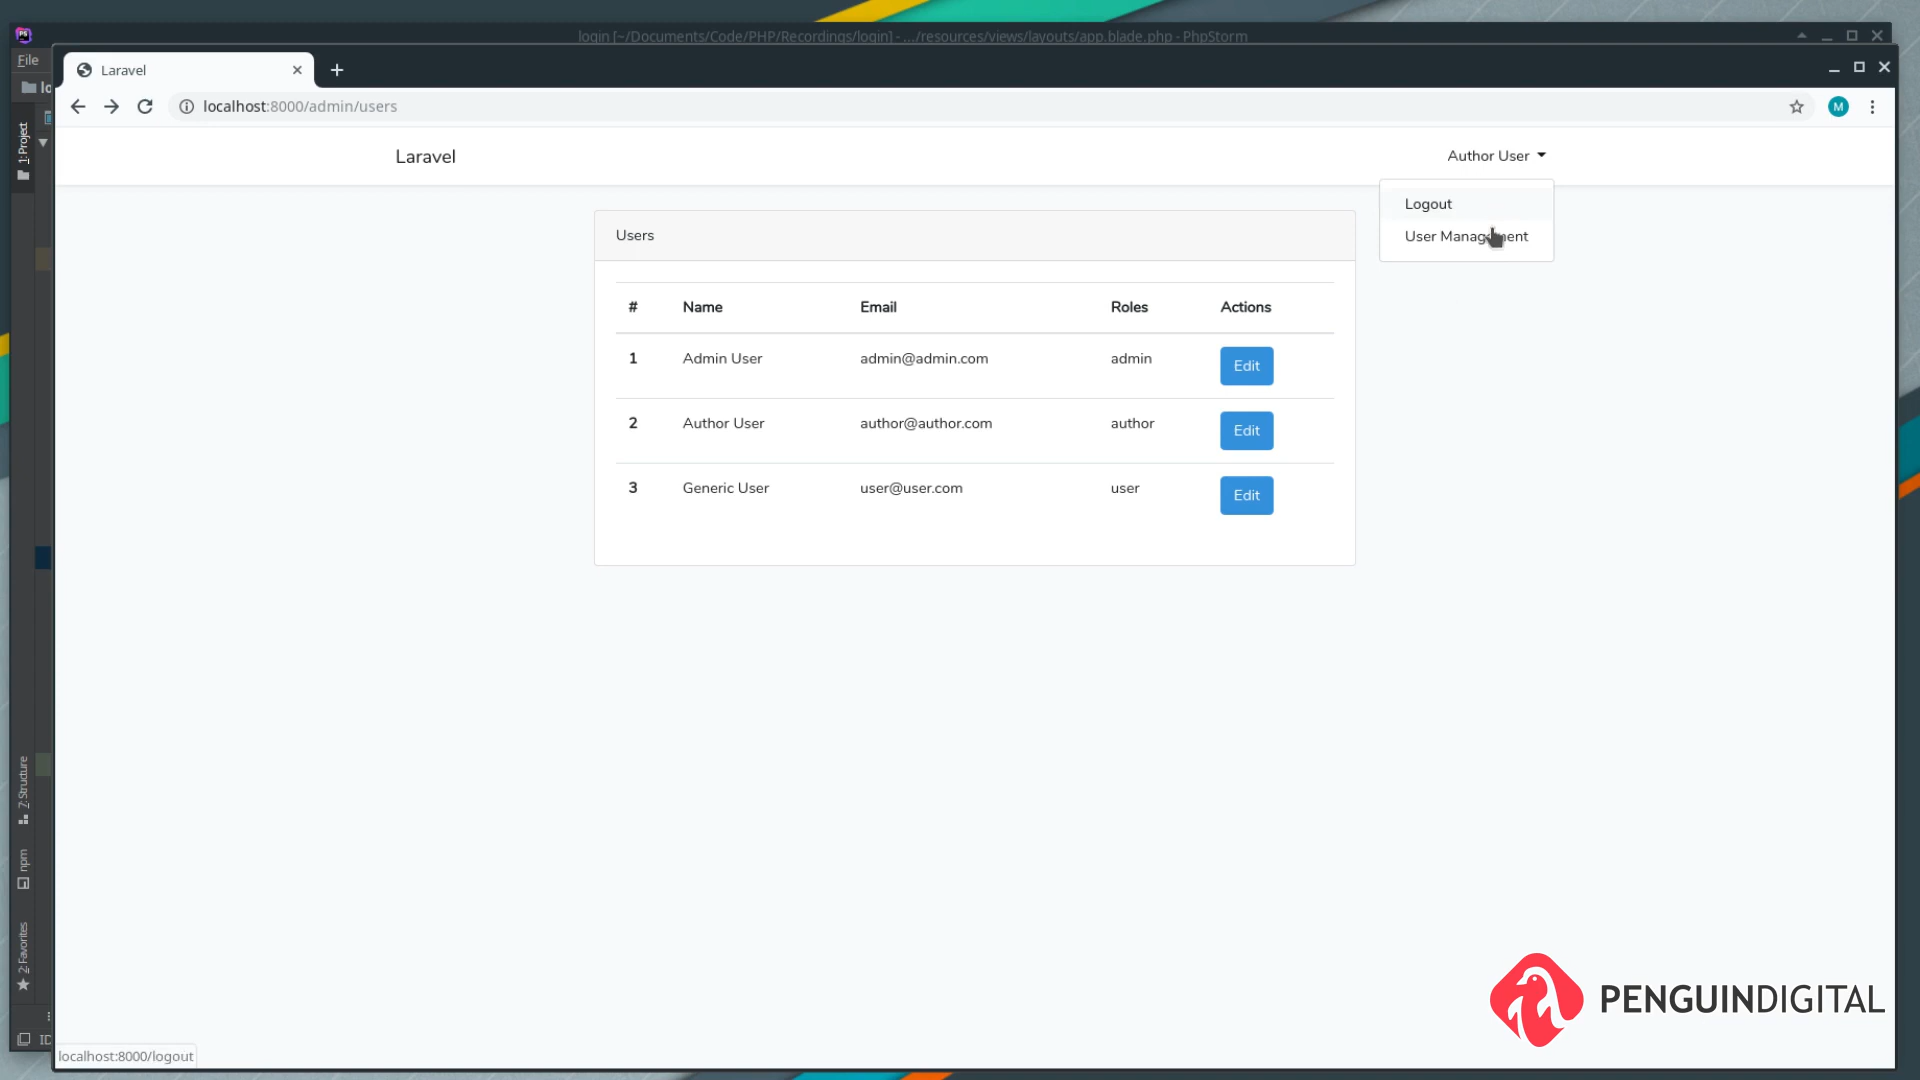 login [~/Documents/Code/PHP/Recordings/login] - .../resources/views/layouts/app.blade.php - PhpStorm
File
Laravel
lo
localhost:8000/admin/users
M
1: Project
Laravel
Author User
Logout
User Management
Users
# Name Email Roles Actions
1 Admin User admin@admin.com admin Edit
2 Author User author@author.com author Edit
3 Generic User user@user.com user Edit
7: Structure
npm
2: Favorites
PENGUINDIGITAL
localhost:8000/logout